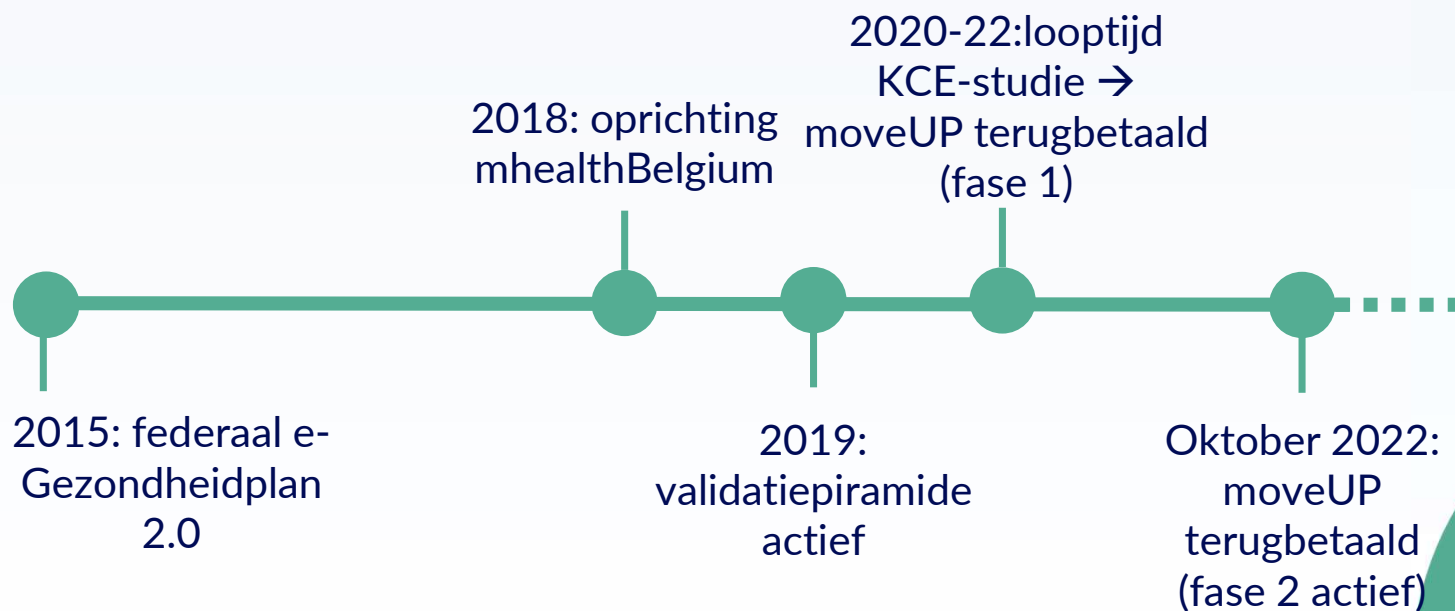 2015: federaal e-
Gezondheidplan
2.0
2018: oprichting
mhealthBelgium
2019:
validatiepiramide
actief
2020-22:looptijd
KCE-studie →
moveUP terugbetaald
(fase 1)
Oktober 2022:
moveUP
terugbetaald
(fase 2 actief)